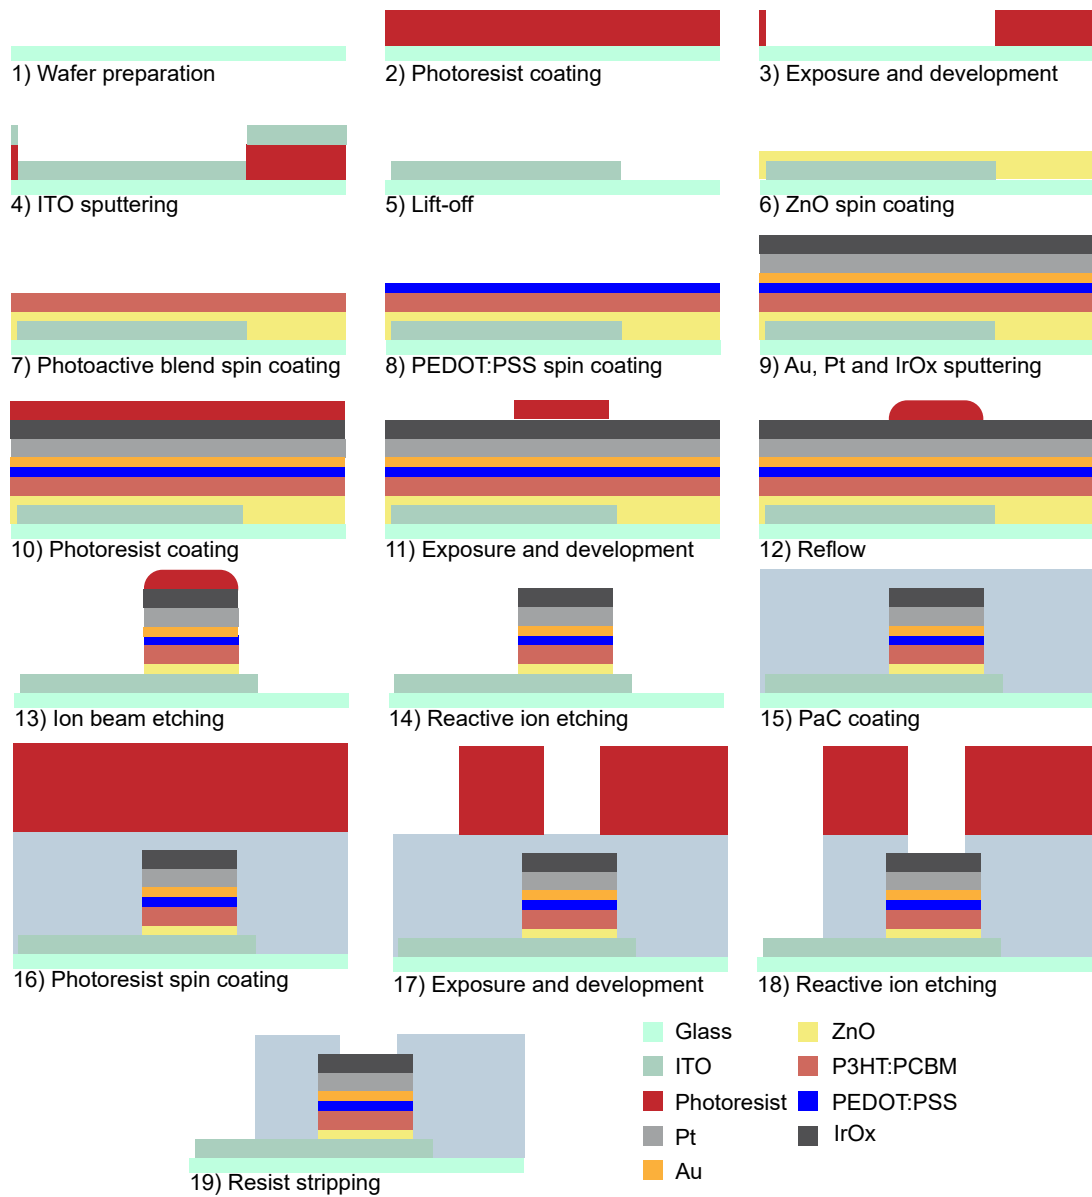 1) Wafer preparation
2) Photoresist coating
3) Exposure and development
4) ITO sputtering
5) Lift-off
6) ZnO spin coating
7) Photoactive blend spin coating
8) PEDOT:PSS spin coating
9) Au, Pt and IrOx sputtering
10) Photoresist coating
11) Exposure and development
12) Reflow
13) Ion beam etching
14) Reactive ion etching
15) PaC coating
16) Photoresist spin coating
17) Exposure and development
18) Reactive ion etching
19) Resist stripping
Glass
ITO
Photoresist
Pt
Au
ZnO
P3HT:PCBM
PEDOT:PSS
IrOx